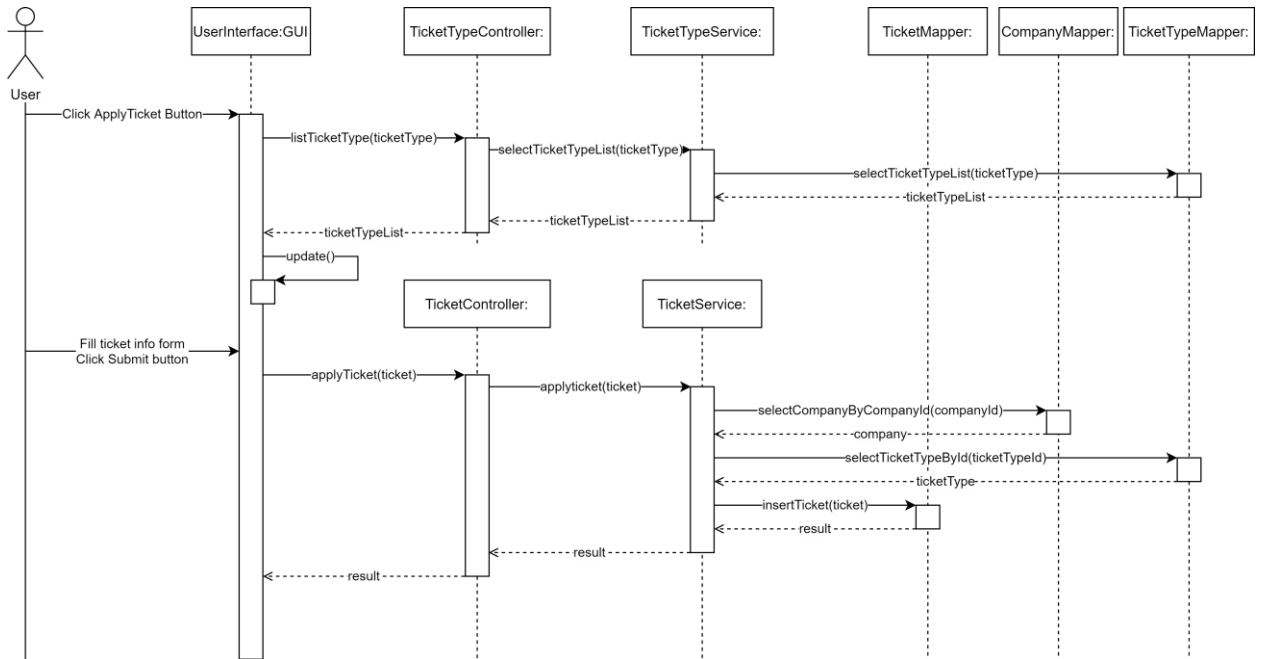 UserInterface:GUI
TicketTypeController:
TicketTypeService:
TicketMapper:
CompanyMapper:
TicketTypeMapper:
User
Click ApplyTicket Button
listTicketType(ticketType)
selectTicketTypeList(ticketType)
selectTicketTypeList(ticketType)
ticketTypeList
ticketTypeList
ticketTypeList
update()
TicketController:
TicketService:
Fill ticket info form
Click Submit button
applyTicket(ticket)
applyticket(ticket)
selectCompanyByCompanyId(companyId)
company
selectTicketTypeById(ticketTypeId)
ticketType
insertTicket(ticket)
result
result
result